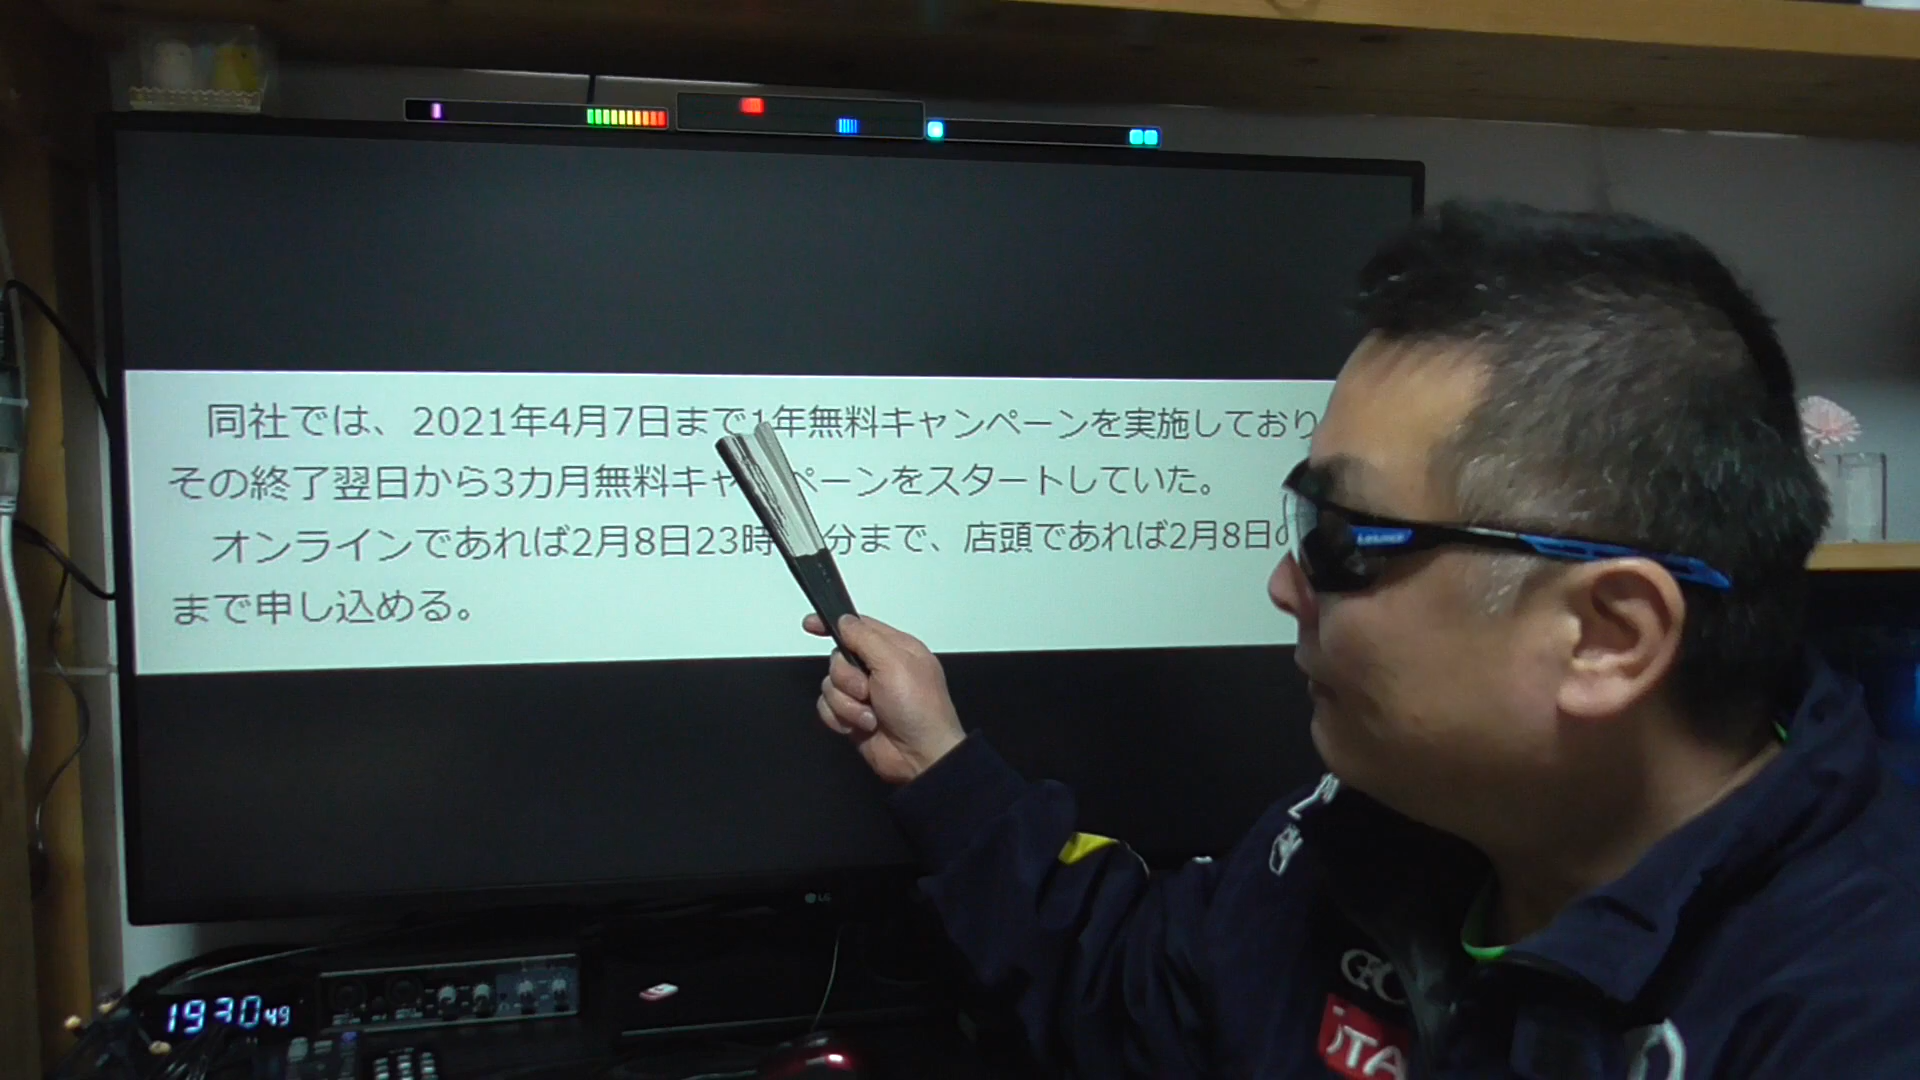 同社では、2021年4月7日まで1年無料キャンペーンを実施しており
その終了翌日から3カ月無料キャ ペーンをスタートしていた。
オンラインであれば2月8日23時 分まで、店頭であれば2月8日の
まで申し込める。
LG
19 30 49